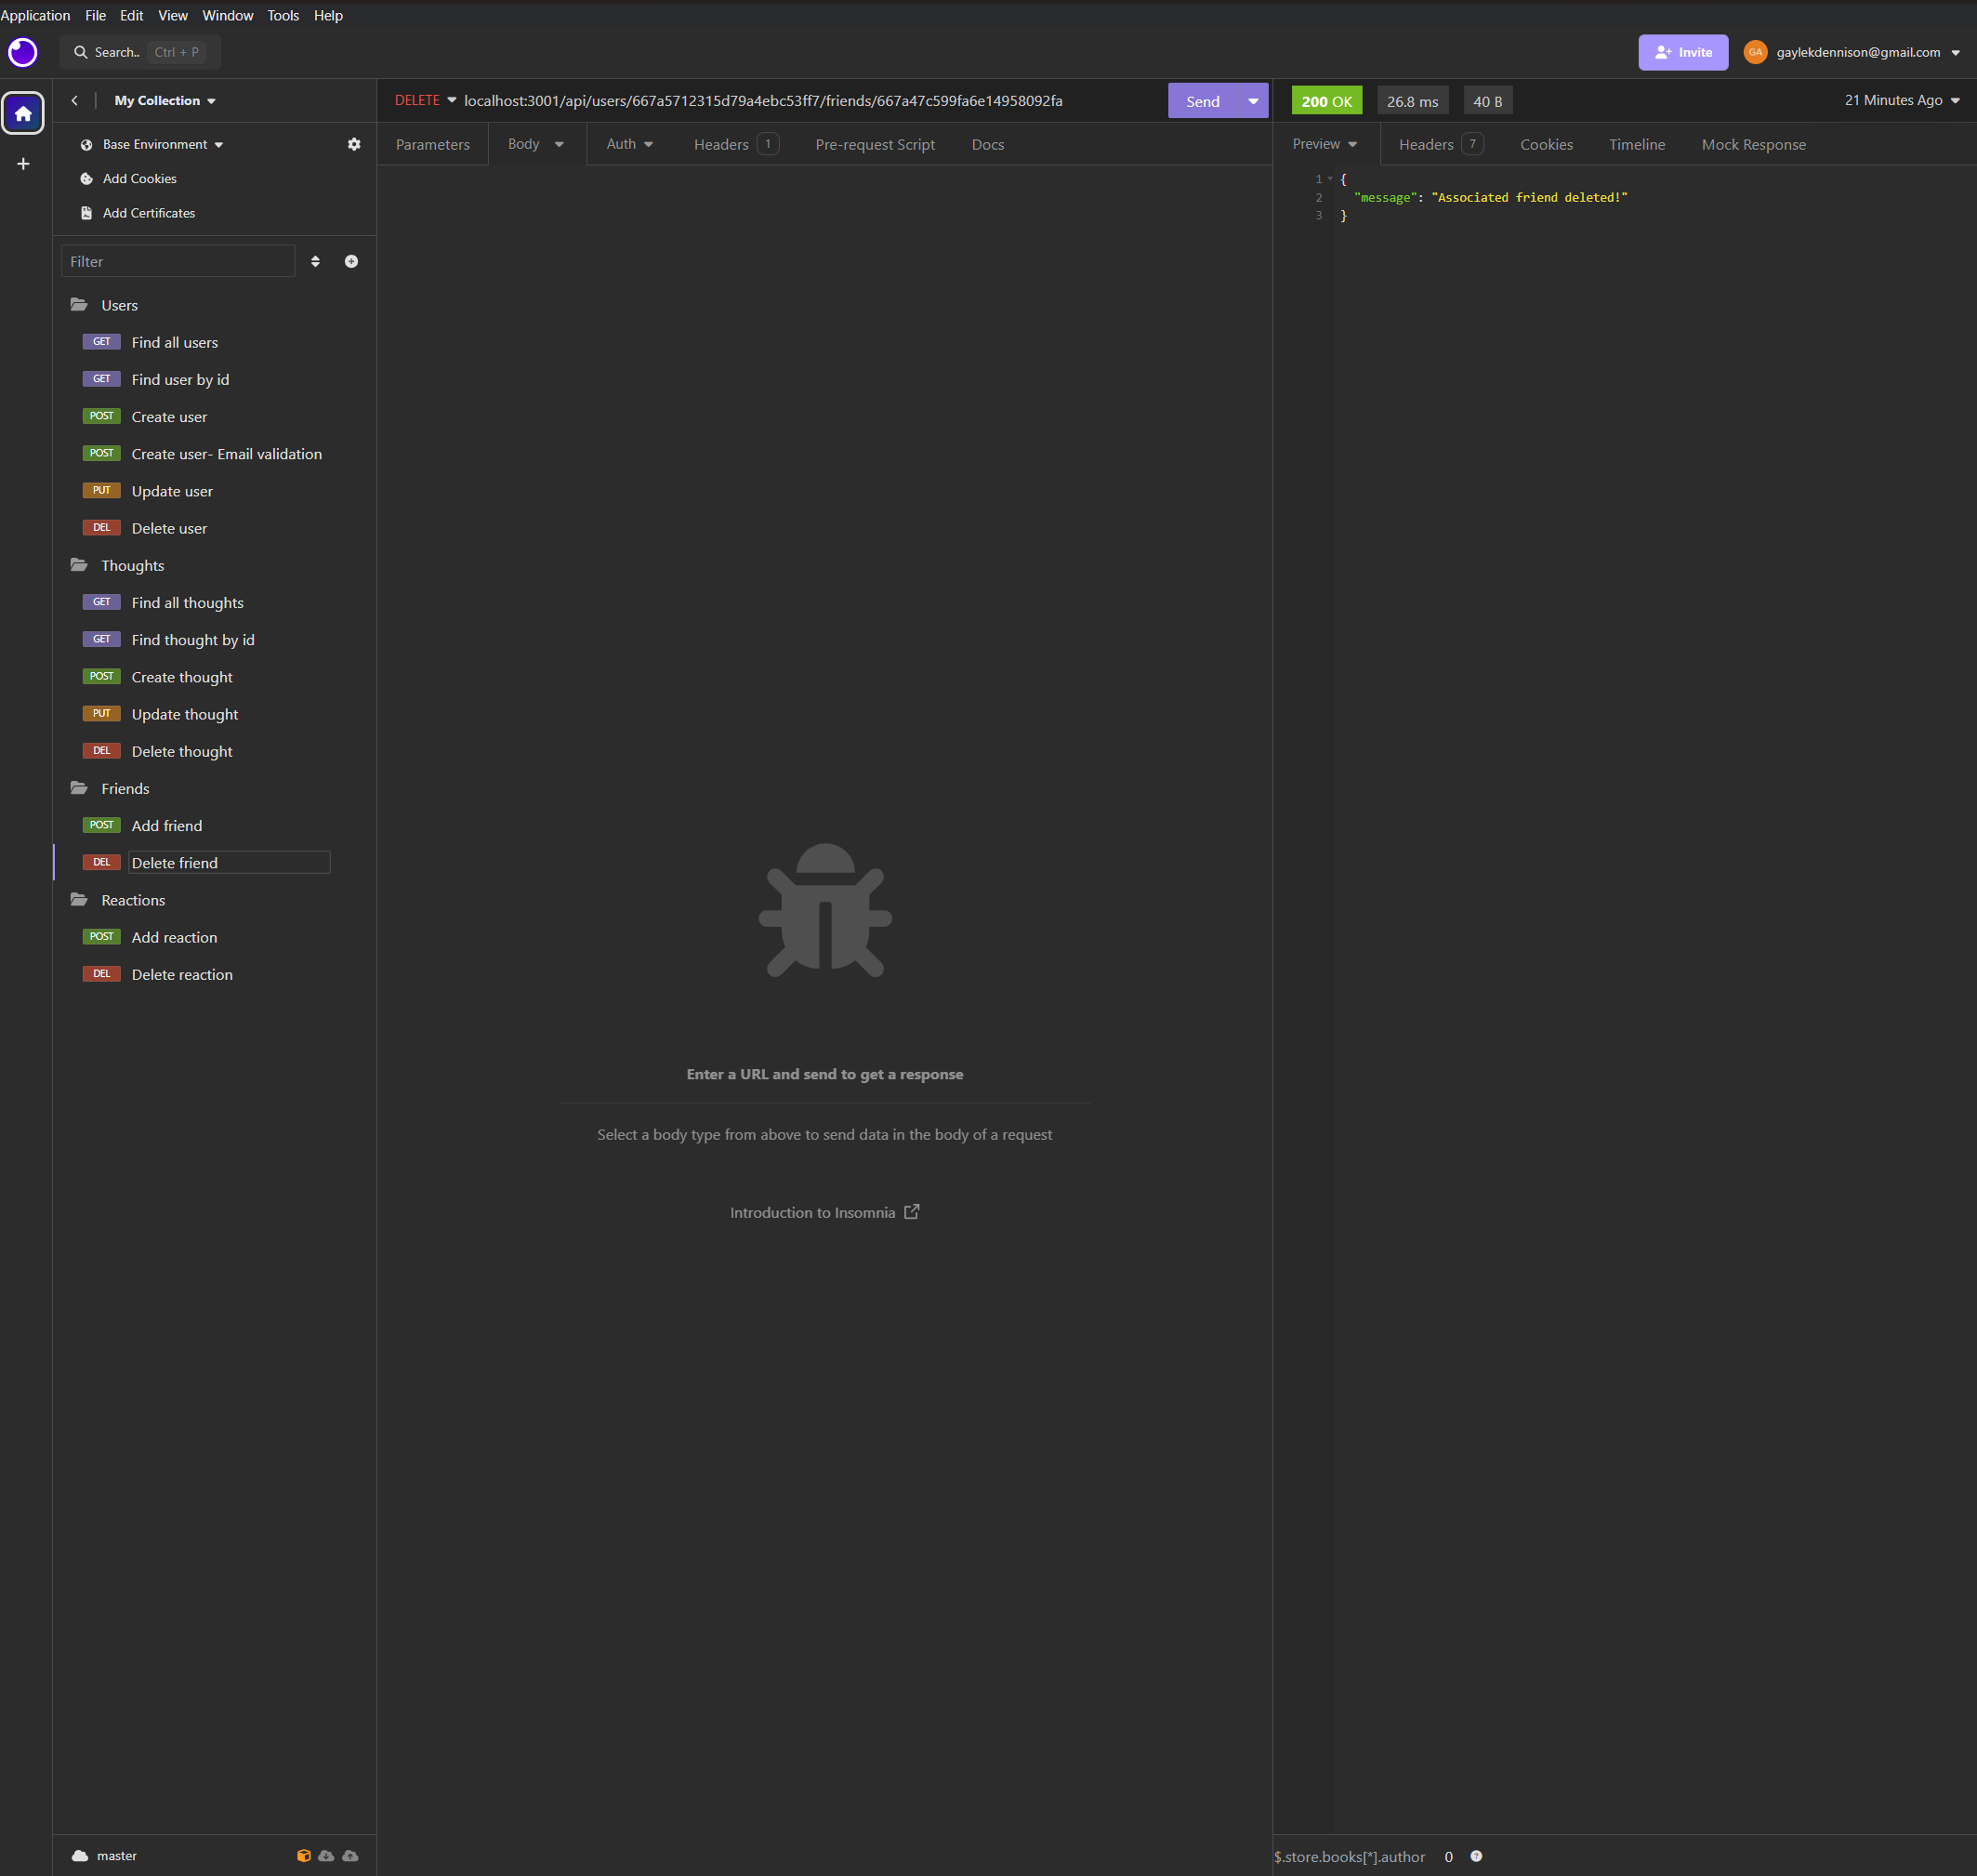 Application File Edit View Window Tools Help
Search.. Ctrl + P
Invite
GA gaylekdennison@gmail.com
My Collection
Base Environment
Add Cookies
Add Certificates
Filter
Users
GET Find all users
GET Find user by id
POST Create user
POST Create user- Email validation
PUT Update user
DEL Delete user
Thoughts
GET Find all thoughts
GET Find thought by id
POST Create thought
PUT Update thought
DEL Delete thought
Friends
POST Add friend
DEL Delete friend
Reactions
POST Add reaction
DEL Delete reaction
master
DELETE localhost:3001/api/users/667a5712315d79a4ebc53ff7/friends/667a47c599fa6e14958092fa Send
Parameters Body Auth Headers 1 Pre-request Script Docs
Enter a URL and send to get a response
Select a body type from above to send data in the body of a request
Introduction to Insomnia
200 OK 26.8 ms 40 B 21 Minutes Ago
Preview Headers 7 Cookies Timeline Mock Response
1 {
2 "message": "Associated friend deleted!"
3 }
$.store.books[*].author 0